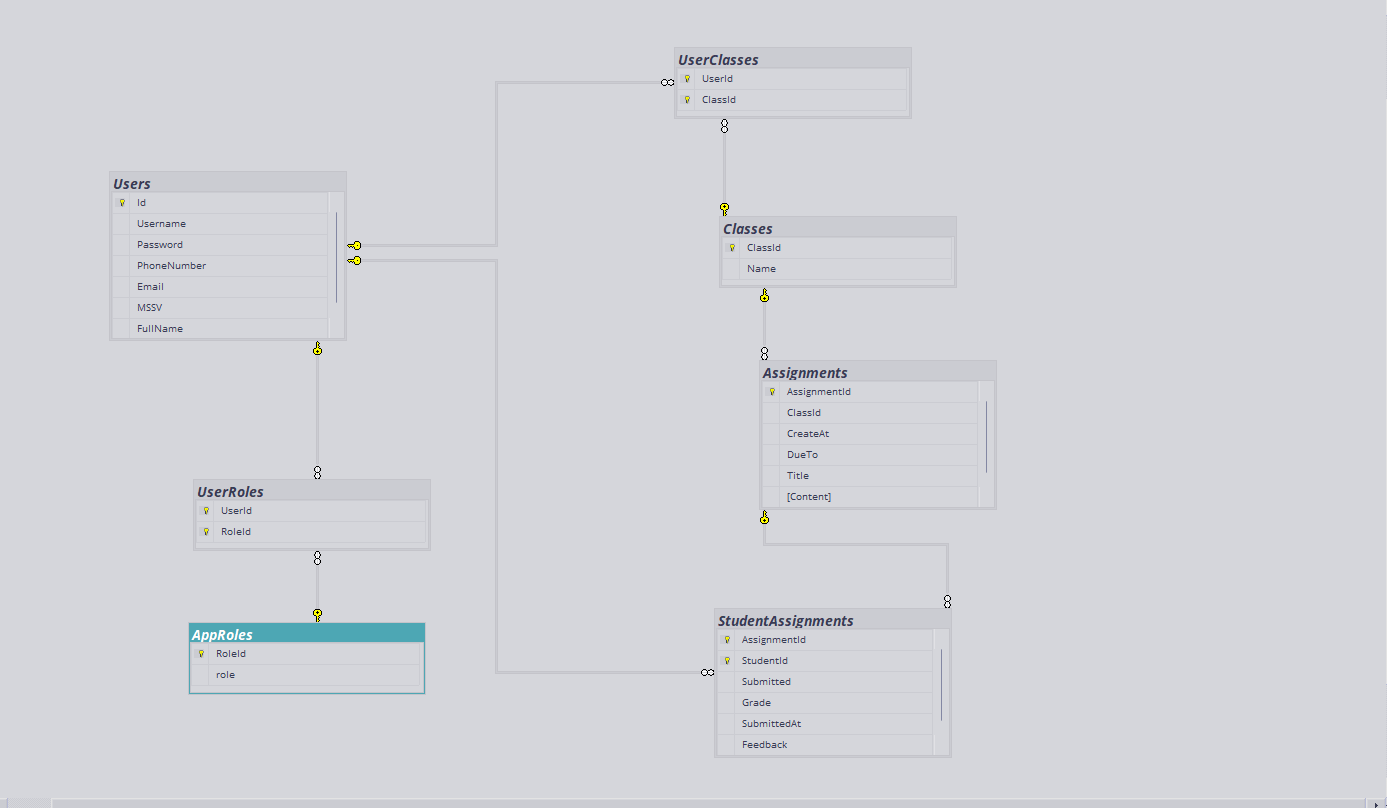 UserClasses
UserId
ClassId
Users
Id
Username
Password
PhoneNumber
Email
MSSV
FullName
Classes
ClassId
Name
Assignments
AssignmentId
ClassId
CreateAt
DueTo
Title
[Content]
UserRoles
UserId
RoleId
AppRoles
RoleId
role
StudentAssignments
AssignmentId
StudentId
Submitted
Grade
SubmittedAt
Feedback